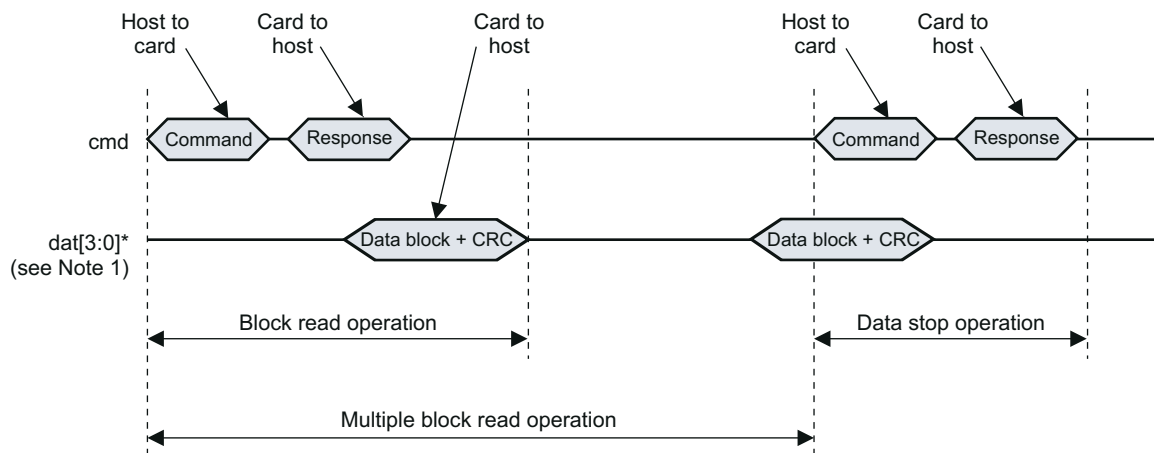 Host to
card
Card to
host
Card to
host
Host to
card
Card to
host
cmd
Command
Response
Command
Response
dat[3:0]*
(see Note 1)
Data block + CRC
Data block + CRC
Block read operation
Data stop operation
Multiple block read operation